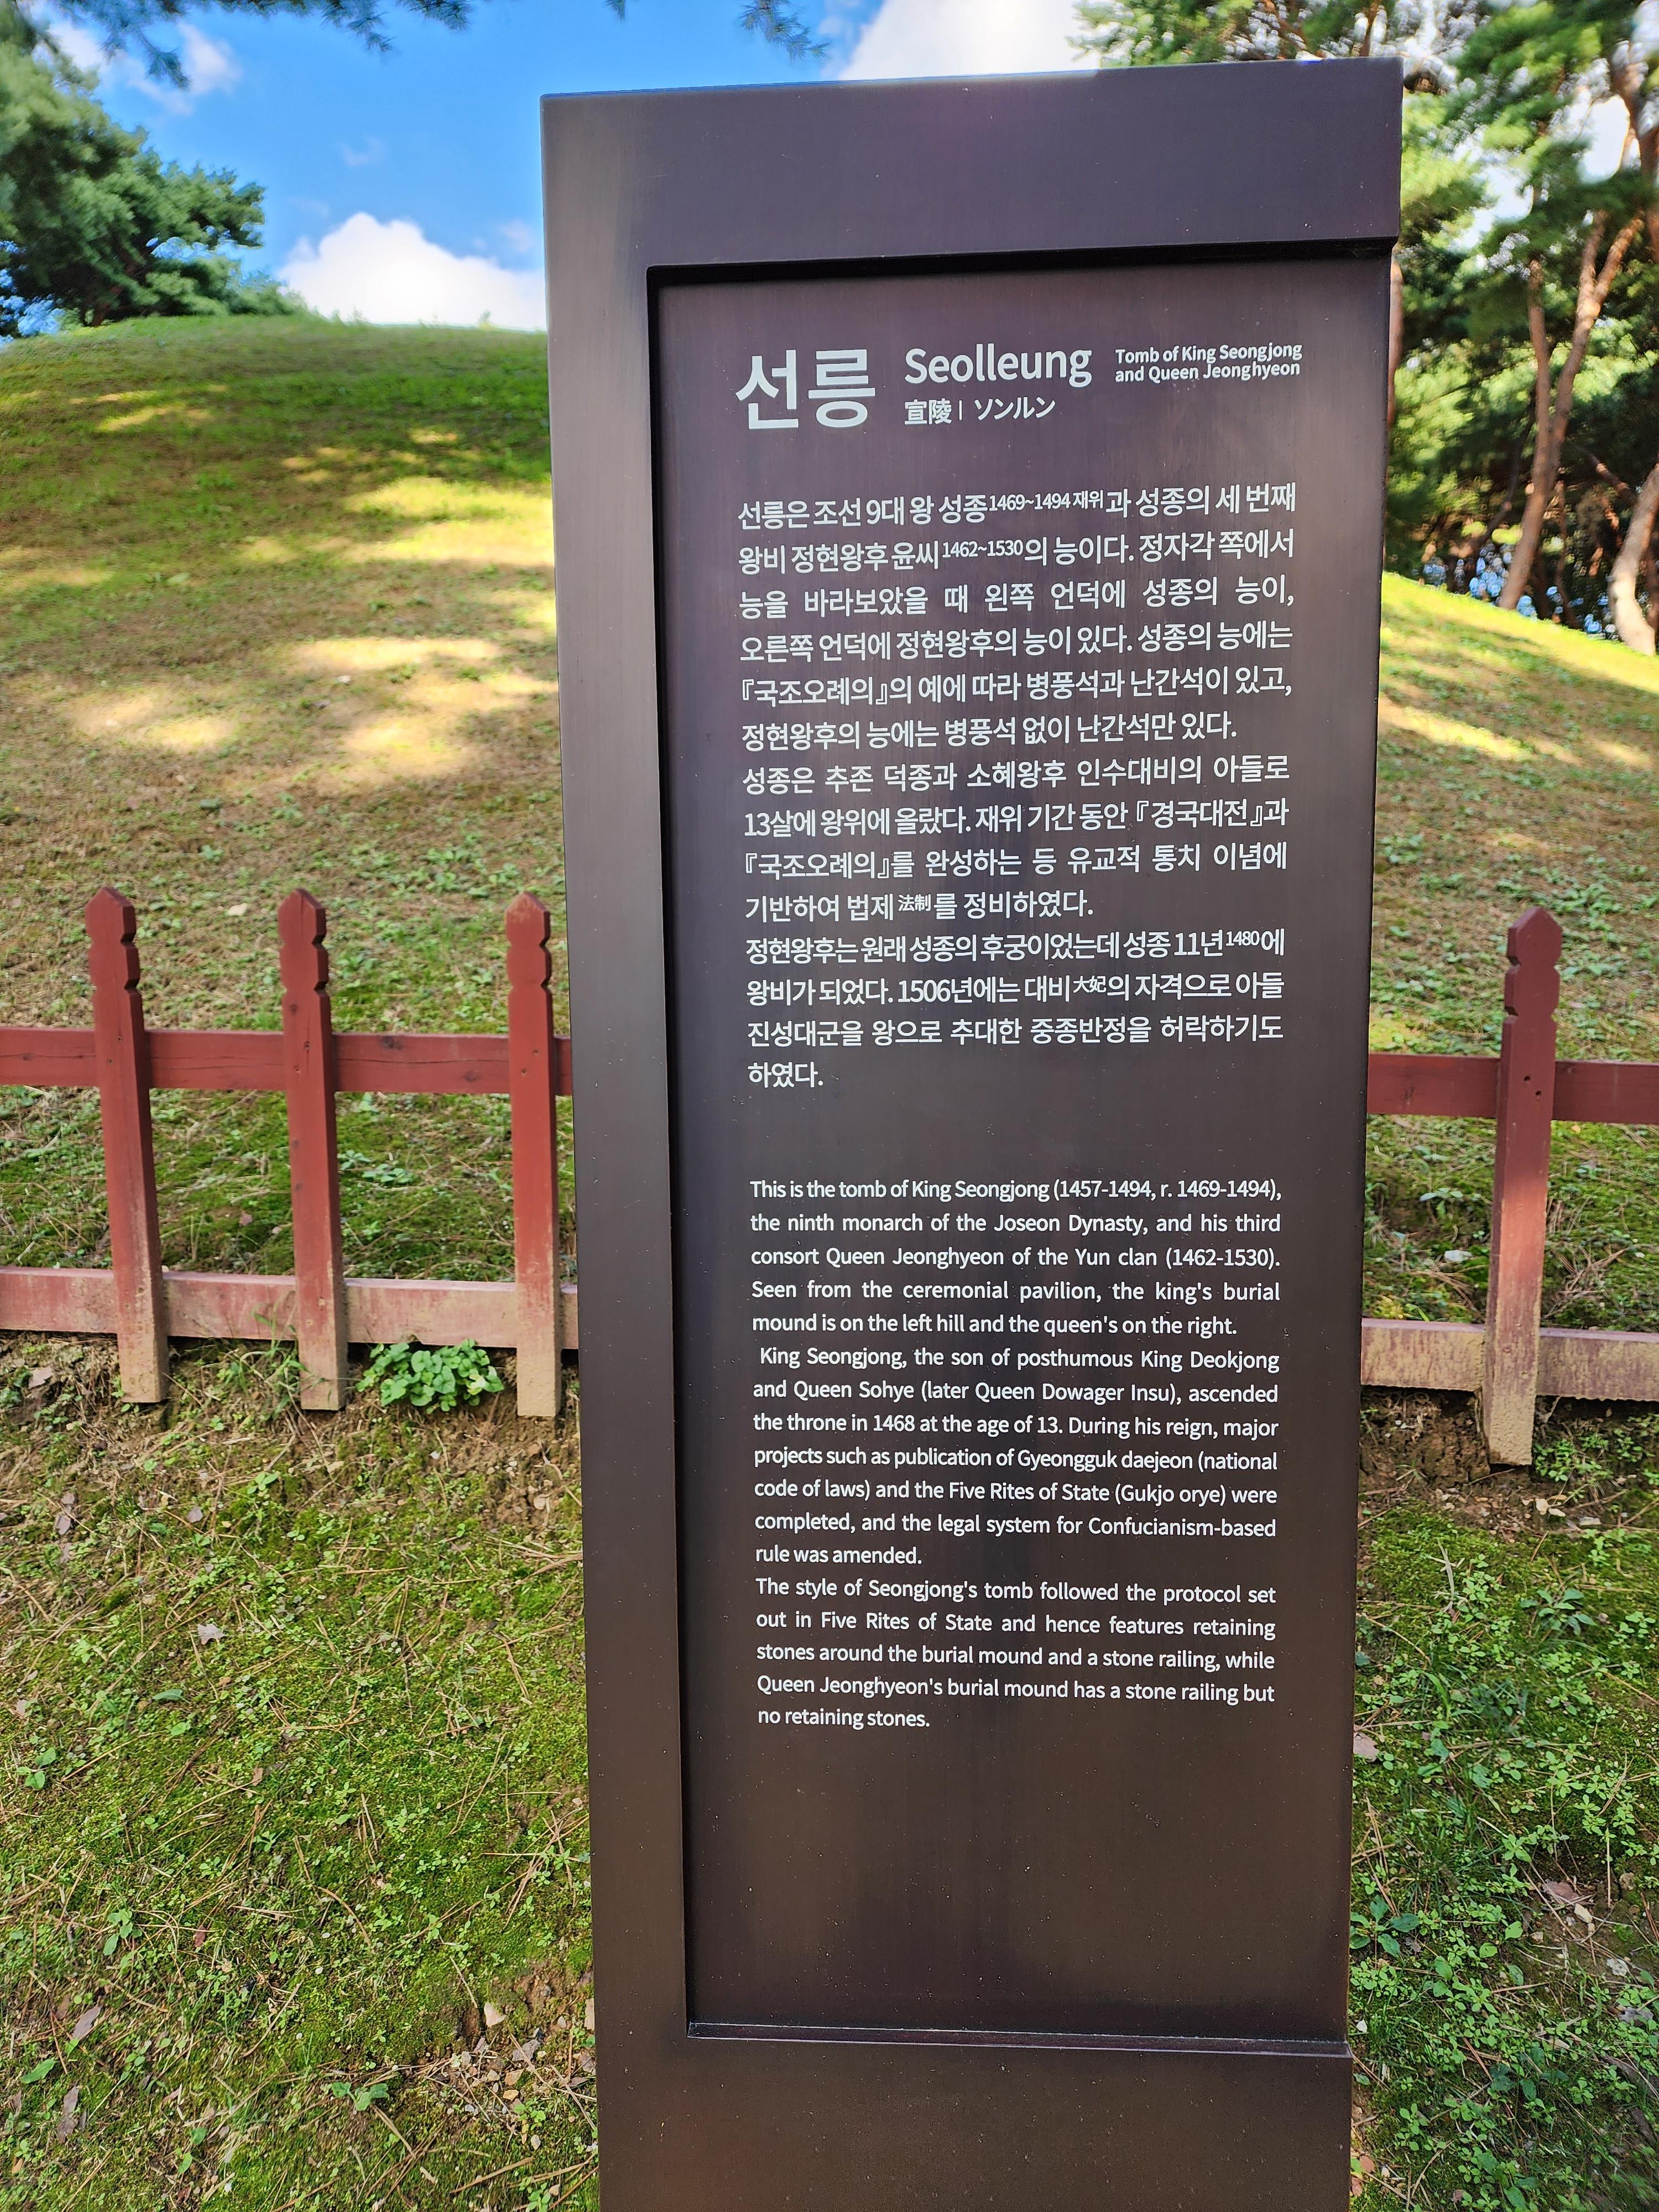 선릉 Seolleung Tomb of King Seongjong
and Queen Jeonghyeon
宣陵 | ソンルン
선릉은 조선 9대 왕 성종1469~1494 재위과 성종의 세 번째
왕비 정현왕후 윤씨1462~1530의 능이다. 정자각 쪽에서
능을 바라보았을 때 왼쪽 언덕에 성종의 능이,
오른쪽 언덕에 정현왕후의 능이 있다. 성종의 능에는
『국조오례의』의 예에 따라 병풍석과 난간석이 있고,
정현왕후의 능에는 병풍석 없이 난간석만 있다.
성종은 추존 덕종과 소혜왕후 인수대비의 아들로
13살에 왕위에 올랐다. 재위 기간 동안 『경국대전』과
『국조오례의』를 완성하는 등 유교적 통치 이념에
기반하여 법제法制를 정비하였다.
정현왕후는 원래 성종의 후궁이었는데 성종 11년1480에
왕비가 되었다. 1506년에는 대비大妃의 자격으로 아들
진성대군을 왕으로 추대한 중종반정을 허락하기도
하였다.
This is the tomb of King Seongjong (1457-1494, r. 1469-1494),
the ninth monarch of the Joseon Dynasty, and his third
consort Queen Jeonghyeon of the Yun clan (1462-1530).
Seen from the ceremonial pavilion, the king's burial
mound is on the left hill and the queen's on the right.
King Seongjong, the son of posthumous King Deokjong
and Queen Sohye (later Queen Dowager Insu), ascended
the throne in 1468 at the age of 13. During his reign, major
projects such as publication of Gyeongguk daejeon (national
code of laws) and the Five Rites of State (Gukjo orye) were
completed, and the legal system for Confucianism-based
rule was amended.
The style of Seongjong's tomb followed the protocol set
out in Five Rites of State and hence features retaining
stones around the burial mound and a stone railing, while
Queen Jeonghyeon's burial mound has a stone railing but
no retaining stones.